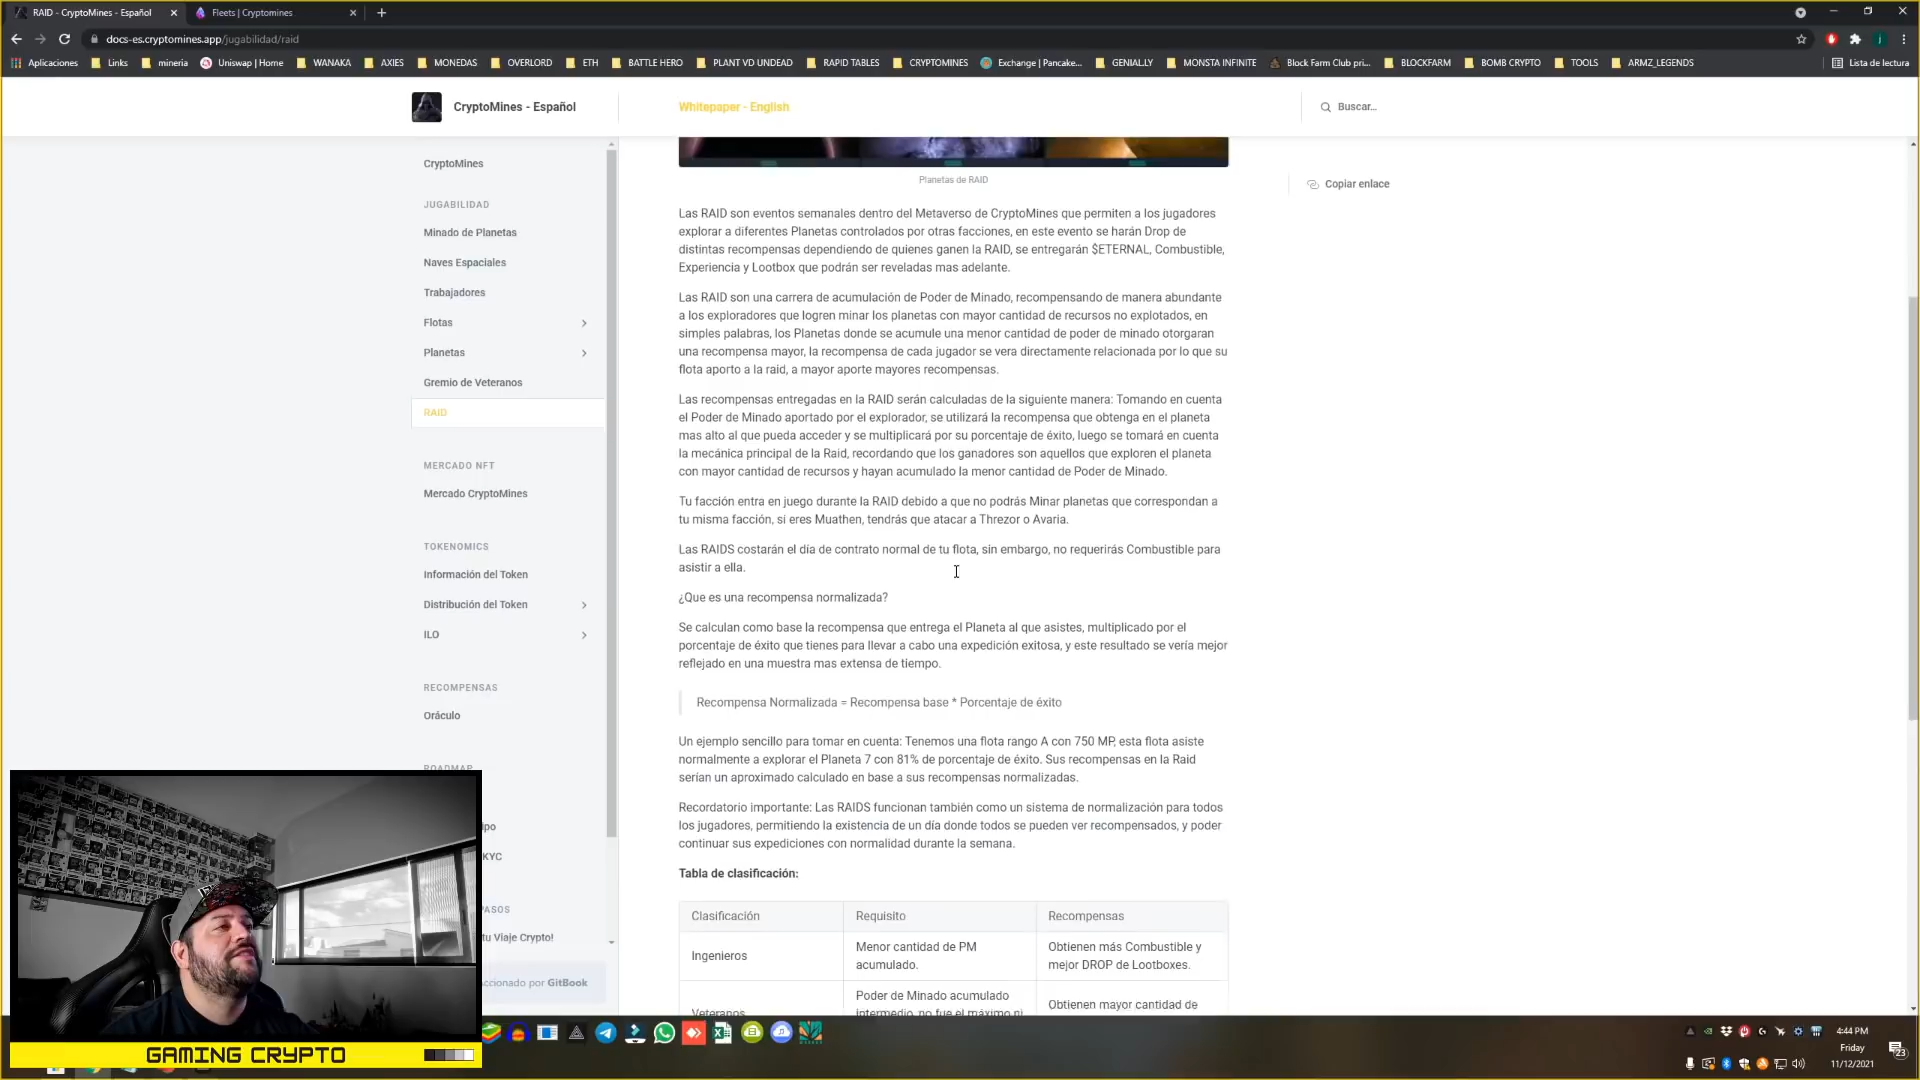 RAID - CryptoMines - Español
Fleets | Cryptomines
docs-es.cryptomines.app/jugabilidad/raid
Aplicaciones Links mineria Uniswap | Home WANAKA AXIES MONEDAS OVERLORD ETH BATTLE HERO PLANT VD UNDEAD RAPID TABLES CRYPTOMINES Exchange | Pancake... GENIALLY MONSTA INFINITE Block Farm Club pri... BLOCKFARM BOMB CRYPTO TOOLS ARMZ_LEGENDS Lista de lectura
CryptoMines - Español
Whitepaper - English
Buscar...
CryptoMines
JUGABILIDAD
Minado de Planetas
Naves Espaciales
Trabajadores
Flotas
Planetas
Gremio de Veteranos
RAID
MERCADO NFT
Mercado CryptoMines
TOKENOMICS
Información del Token
Distribución del Token
ILO
RECOMPENSAS
Oráculo
ROADMAP
ipo
KYC
PASOS
tu Viaje Crypto!
ccionado por GitBook
Planetas de RAID
Las RAID son eventos semanales dentro del Metaverso de CryptoMines que permiten a los jugadores
explorar a diferentes Planetas controlados por otras facciones, en este evento se harán Drop de
distintas recompensas dependiendo de quienes ganen la RAID, se entregarán $ETERNAL, Combustible,
Experiencia y Lootbox que podrán ser reveladas mas adelante.
Las RAID son una carrera de acumulación de Poder de Minado, recompensando de manera abundante
a los exploradores que logren minar los planetas con mayor cantidad de recursos no explotados, en
simples palabras, los Planetas donde se acumule una menor cantidad de poder de minado otorgaran
una recompensa mayor, la recompensa de cada jugador se vera directamente relacionada por lo que su
flota aporto a la raid, a mayor aporte mayores recompensas.
Las recompensas entregadas en la RAID serán calculadas de la siguiente manera: Tomando en cuenta
el Poder de Minado aportado por el explorador, se utilizará la recompensa que obtenga en el planeta
mas alto al que pueda acceder y se multiplicará por su porcentaje de éxito, luego se tomará en cuenta
la mecánica principal de la Raid, recordando que los ganadores son aquellos que exploren el planeta
con mayor cantidad de recursos y hayan acumulado la menor cantidad de Poder de Minado.
Tu facción entra en juego durante la RAID debido a que no podrás Minar planetas que correspondan a
tu misma facción, si eres Muathen, tendrás que atacar a Threzor o Avaria.
Las RAIDS costarán el día de contrato normal de tu flota, sin embargo, no requerirás Combustible para
asistir a ella.
¿Que es una recompensa normalizada?
Se calculan como base la recompensa que entrega el Planeta al que asistes, multiplicado por el
porcentaje de éxito que tienes para llevar a cabo una expedición exitosa, y este resultado se vería mejor
reflejado en una muestra mas extensa de tiempo.
Recompensa Normalizada = Recompensa base * Porcentaje de éxito
Un ejemplo sencillo para tomar en cuenta: Tenemos una flota rango A con 750 MP, esta flota asiste
normalmente a explorar el Planeta 7 con 81% de porcentaje de éxito. Sus recompensas en la Raid
serían un aproximado calculado en base a sus recompensas normalizadas.
Recordatorio importante: Las RAIDS funcionan también como un sistema de normalización para todos
los jugadores, permitiendo la existencia de un día donde todos se pueden ver recompensados, y poder
continuar sus expediciones con normalidad durante la semana.
Tabla de clasificación:
Clasificación Requisito Recompensas
Ingenieros
Menor cantidad de PM
acumulado.
Obtienen más Combustible y
mejor DROP de Lootboxes.
Veteranos
Poder de Minado acumulado
intermedio, no fue el máximo ni
Obtienen mayor cantidad de
Copiar enlace
GAMING CRYPTO
4:44 PM
Friday
11/12/2021
23